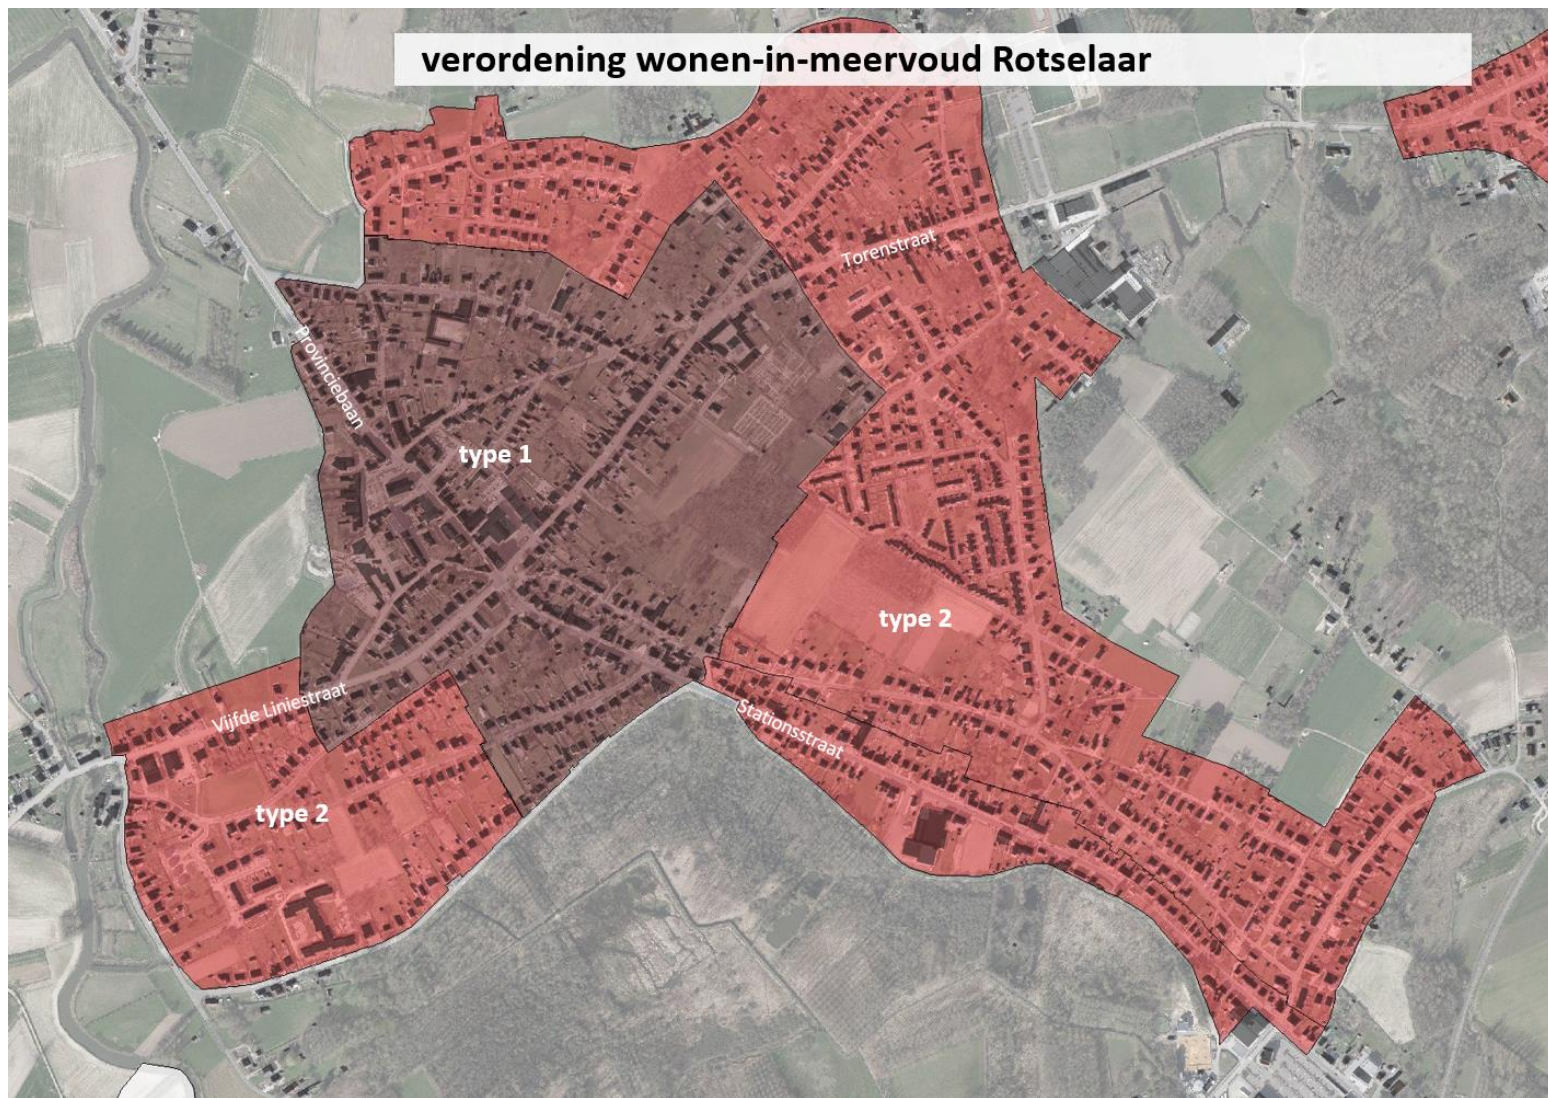 verordening wonen-in-meervoud Rotselaar
Torenstraat
Provinciebaan
type 1
type 2
Vijfde Liniestraat
Stationsstraat
type 2